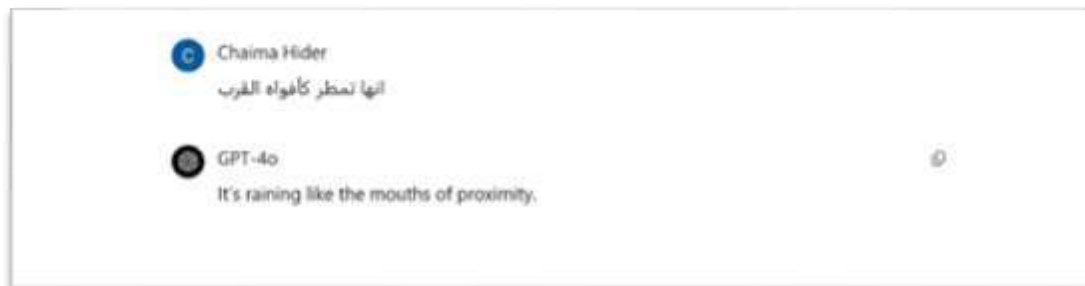 C
Chaima Hider
انها تمطر كأفواه القرب
GPT-4o
It's raining like the mouths of proximity.